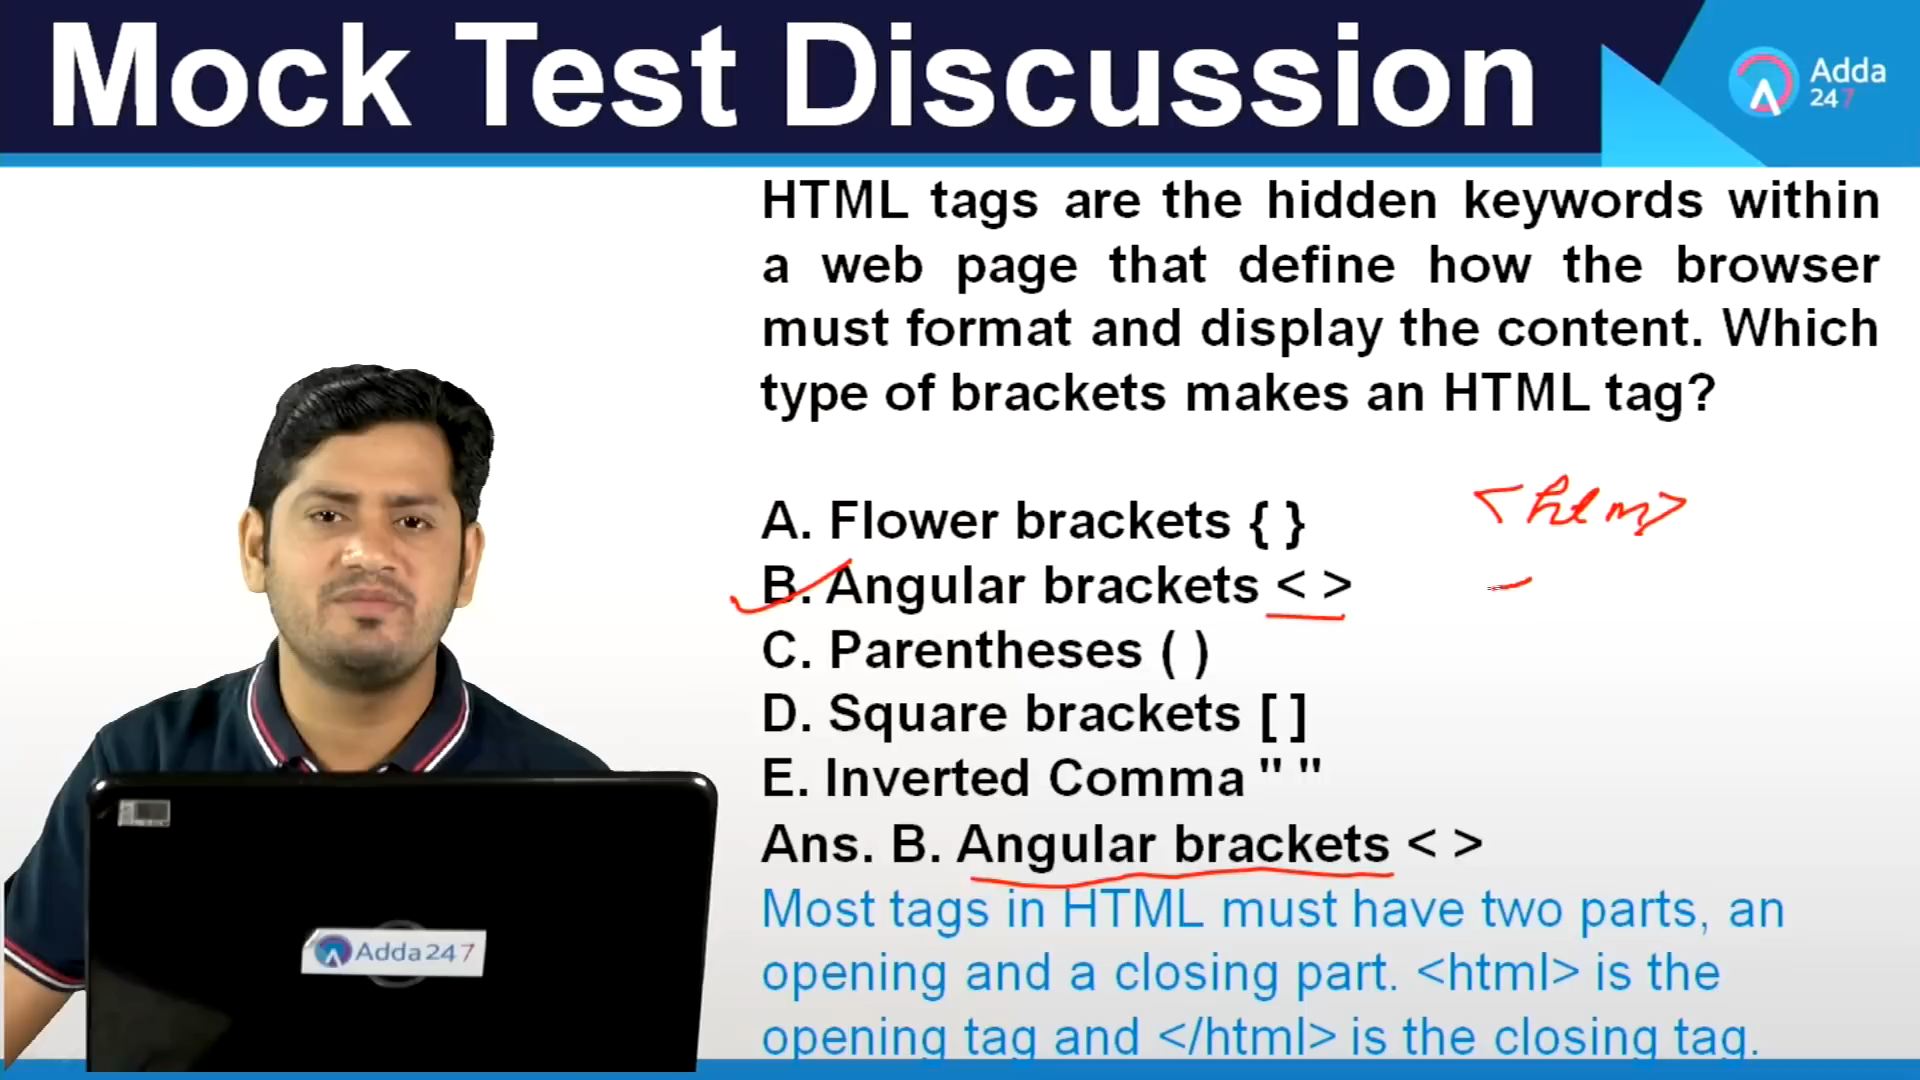 Mock Test Discussion
Adda
247
HTML tags are the hidden keywords within
a web page that define how the browser
must format and display the content. Which
type of brackets makes an HTML tag?
A. Flower brackets { }
<htm>
B. Angular brackets < >
C. Parentheses ( )
D. Square brackets [ ]
E. Inverted Comma " "
Ans. B. Angular brackets < >
Most tags in HTML must have two parts, an
opening and a closing part. <html> is the
opening tag and </html> is the closing tag.
Adda247